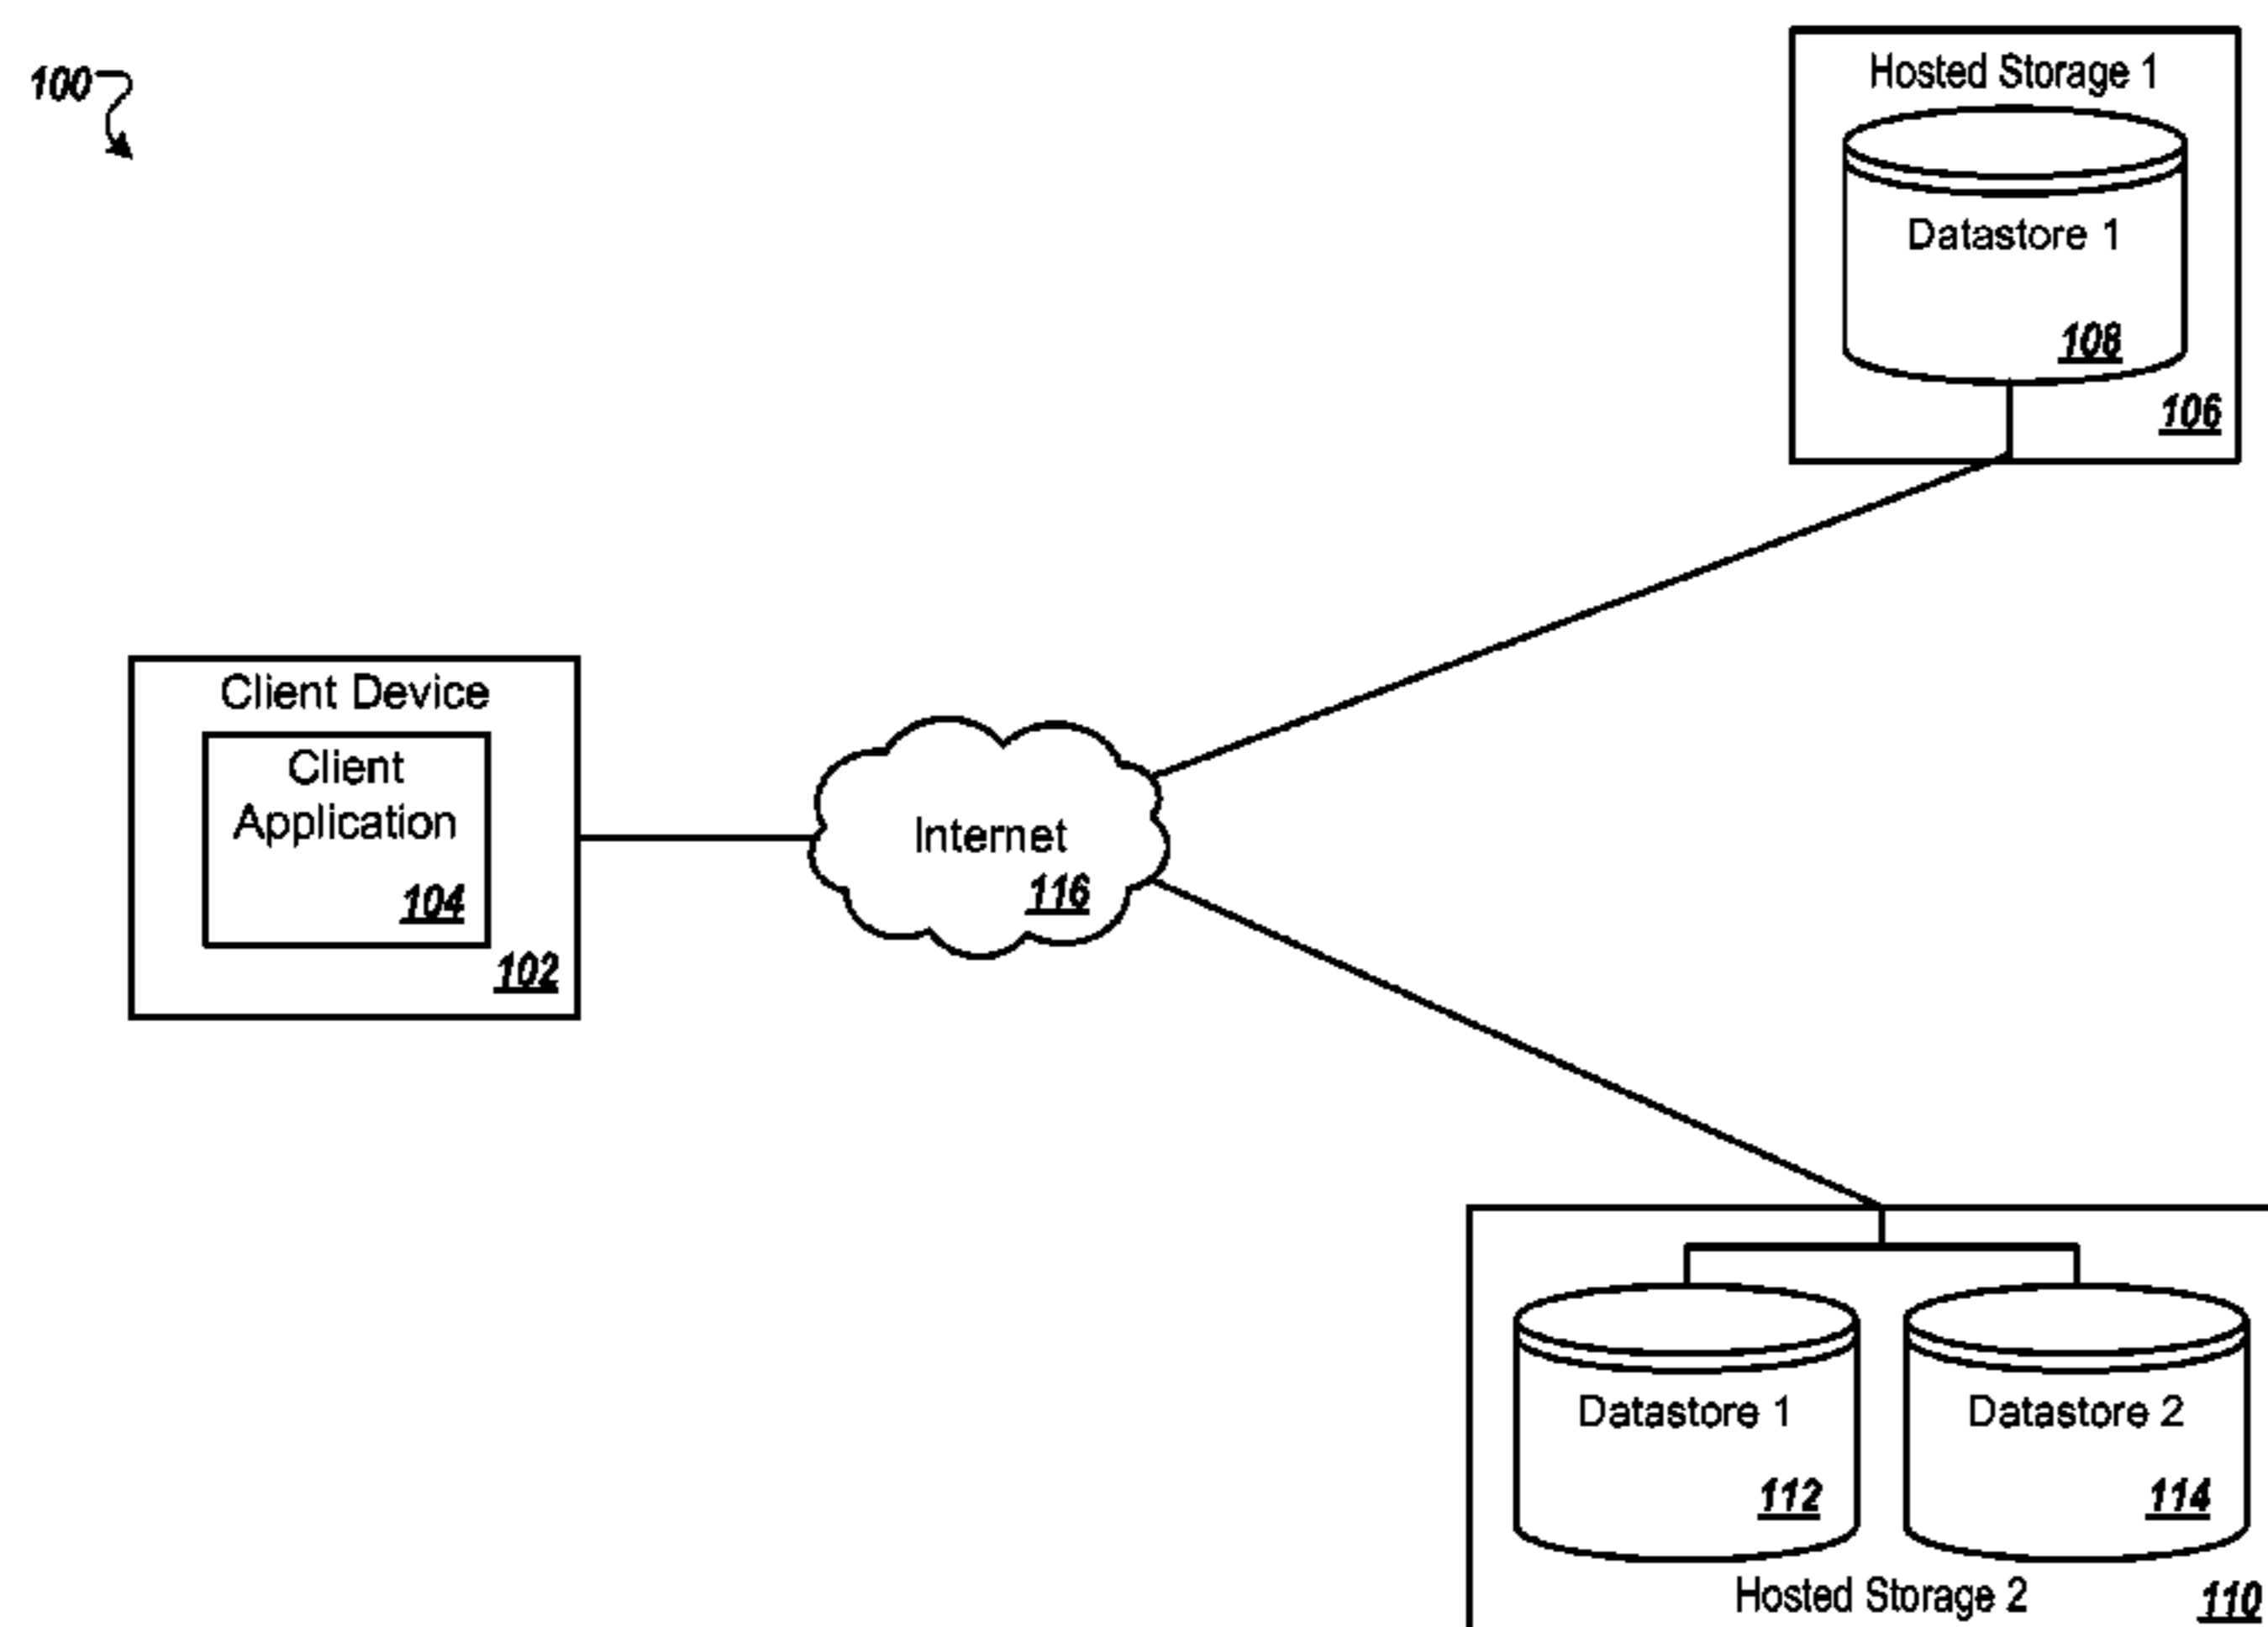 100
Hosted Storage 1
Datastore 1
108
106
Client Device
Client
Application
104
102
Internet
116
Datastore 1
112
Datastore 2
114
Hosted Storage 2
110